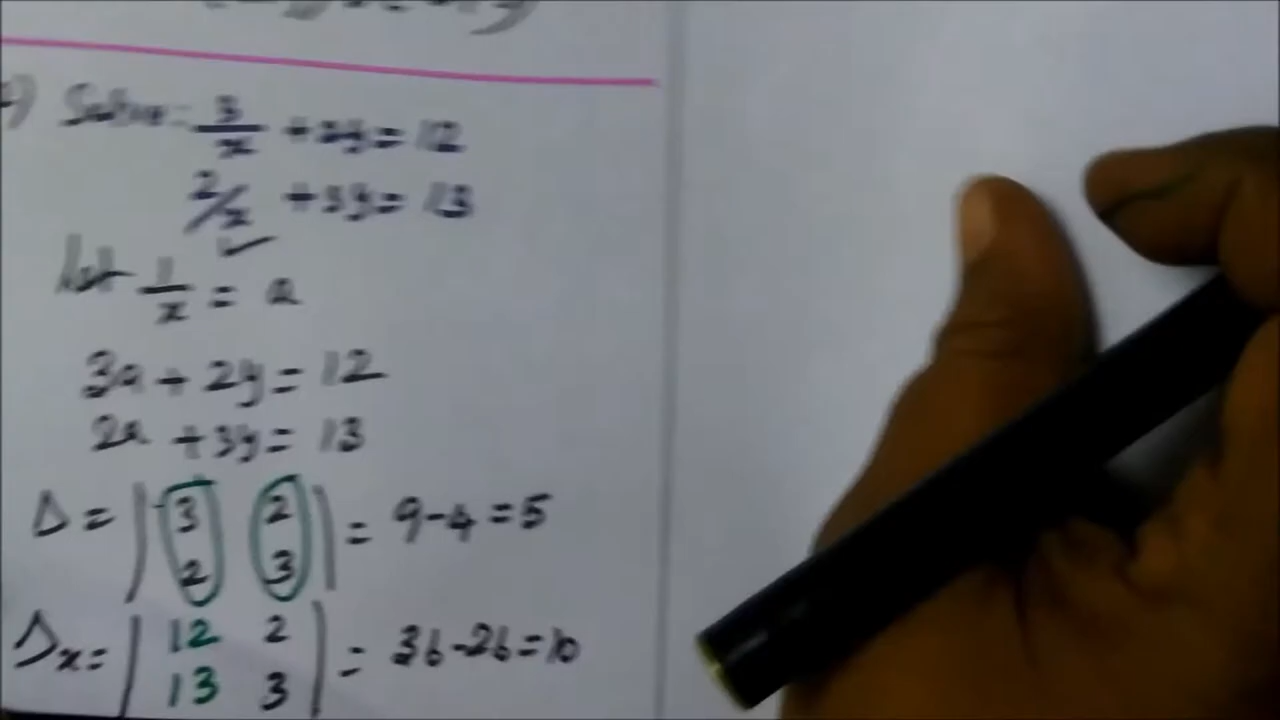 Solve: 3/x + 2y = 12
2/x + 3y = 13
let 1/x = a
3a + 2y = 12
2a + 3y = 13
Δ = | 3 2 | = 9 - 4 = 5
| 2 3 |
Δx = | 12 2 | = 36 - 26 = 10
| 13 3 |